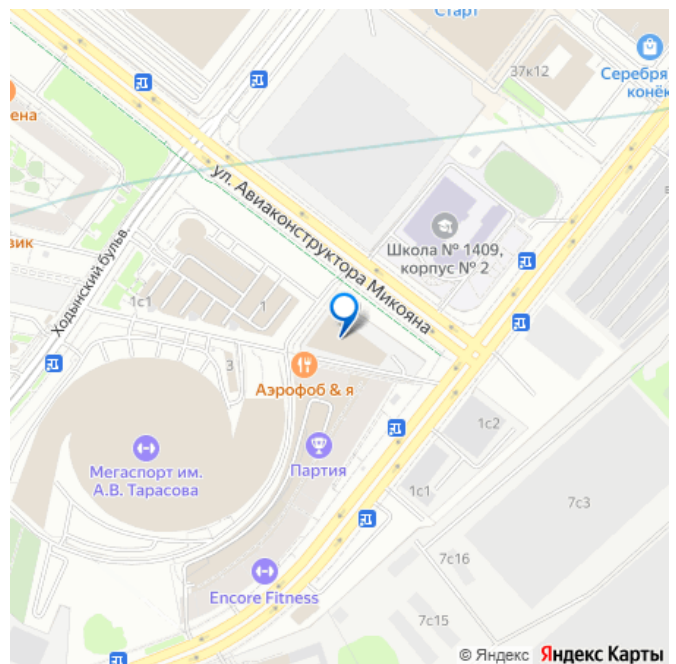 Старт
37к12
Серебря
конёк
ена
ул. Авиаконструктора Микояна
Школа № 1409,
корпус № 2
вик
Ходынский бульв.
1с1
1
3
Аэрофоб & я
1с2
Мегаспорт им.
А.В. Тарасова
Партия
1с1
7с3
7с16
Encore Fitness
7с15
© Яндекс Яндекс Карты